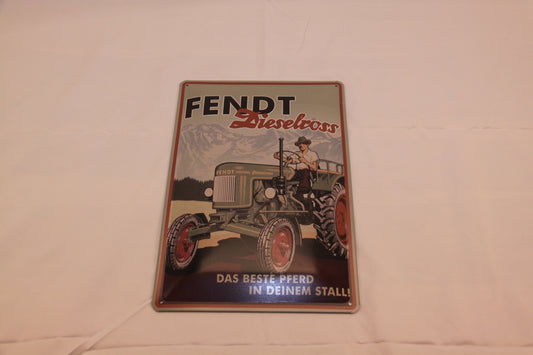 FENDT
Dieselross
FENDT
DAS BESTE PFERD
IN DEINEM STALL!